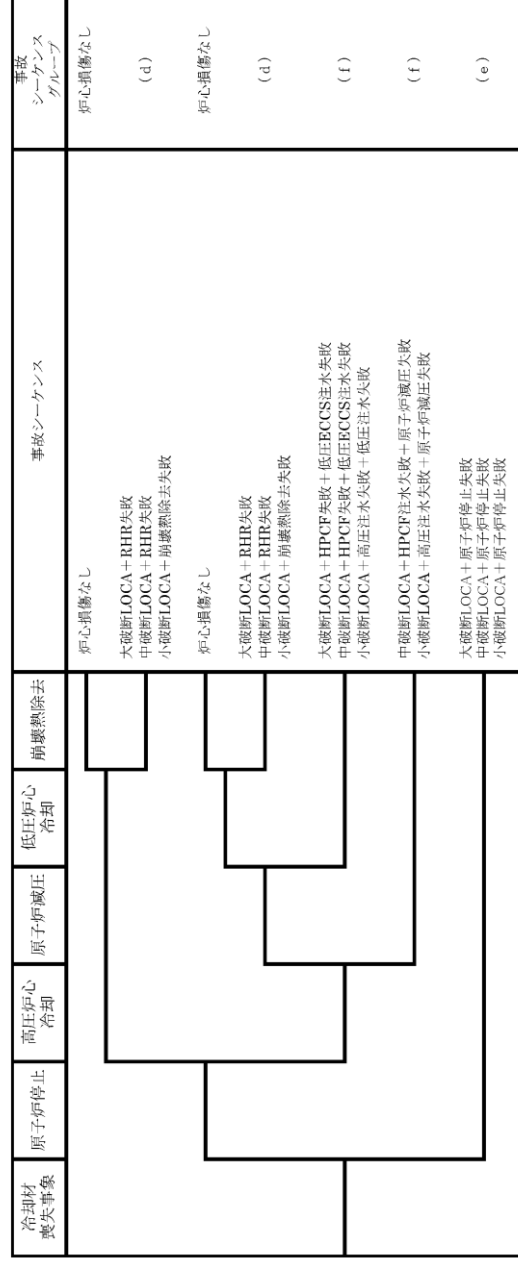 冷却材
喪失事象
原子炉停止
高圧炉心
冷却
原子炉減圧
低圧炉心
冷却
崩壊熱除去
事故シーケンス
事故
シーケンス
グループ
炉心損傷なし
炉心損傷なし
大破断LOCA+RHR失敗
中破断LOCA+RHR失敗
小破断LOCA+崩壊熱除去失敗
(d)
炉心損傷なし
炉心損傷なし
大破断LOCA+RHR失敗
中破断LOCA+RHR失敗
小破断LOCA+崩壊熱除去失敗
(d)
大破断LOCA+HPCF失敗+低圧ECCS注水失敗
中破断LOCA+HPCF失敗+低圧ECCS注水失敗
小破断LOCA+高圧注水失敗+低圧注水失敗
(f)
中破断LOCA+HPCF注水失敗+原子炉減圧失敗
小破断LOCA+高圧注水失敗+原子炉減圧失敗
(f)
大破断LOCA+原子炉停止失敗
中破断LOCA+原子炉停止失敗
小破断LOCA+原子炉停止失敗
(e)